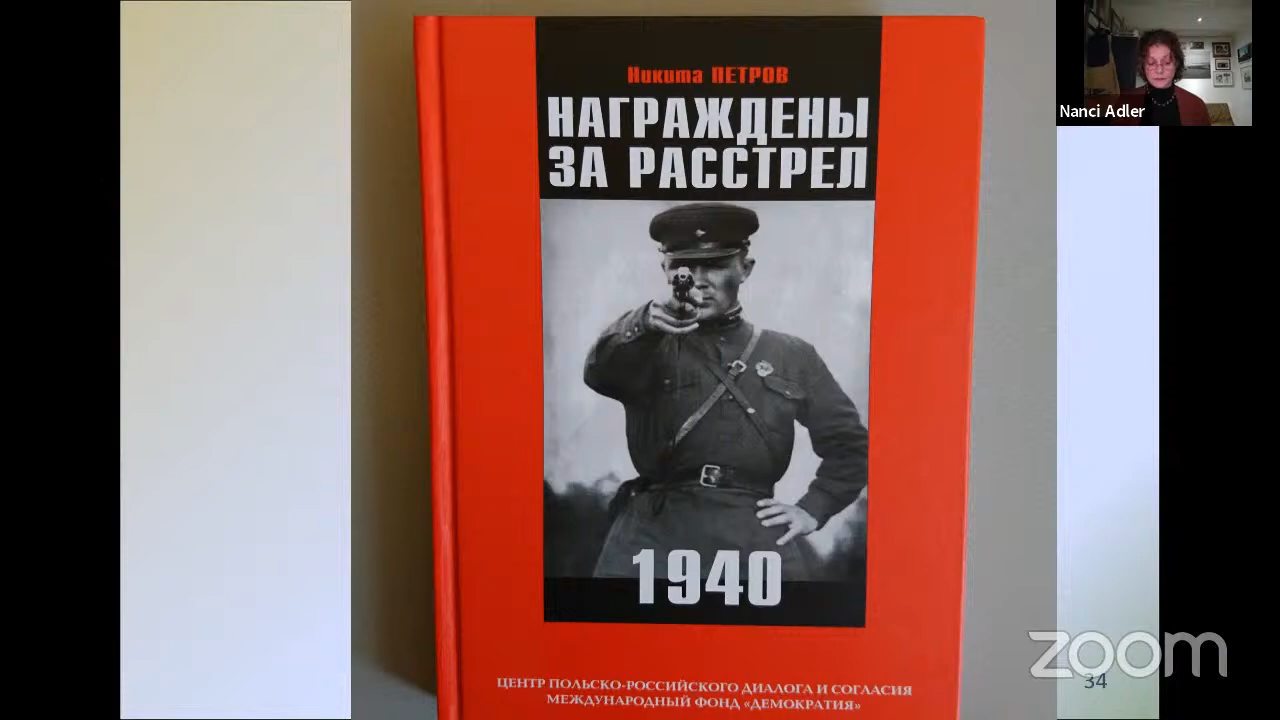 Никита ПЕТРОВ
НАГРАЖДЕНЫ
ЗА РАССТРЕЛ
1940
ЦЕНТР ПОЛЬСКО-РОССИЙСКОГО ДИАЛОГА И СОГЛАСИЯ
МЕЖДУНАРОДНЫЙ ФОНД «ДЕМОКРАТИЯ»
Nanci Adler
zoom
34